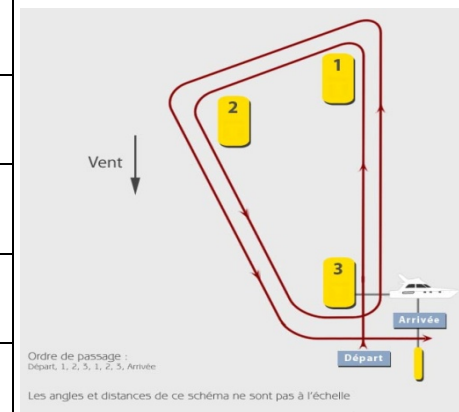 1
2
Vent
3
Arrivée
Départ
Ordre de passage :
Départ, 1, 2, 3, 1, 2, 3, Arrivée
Les angles et distances de ce schéma ne sont pas à l'échelle